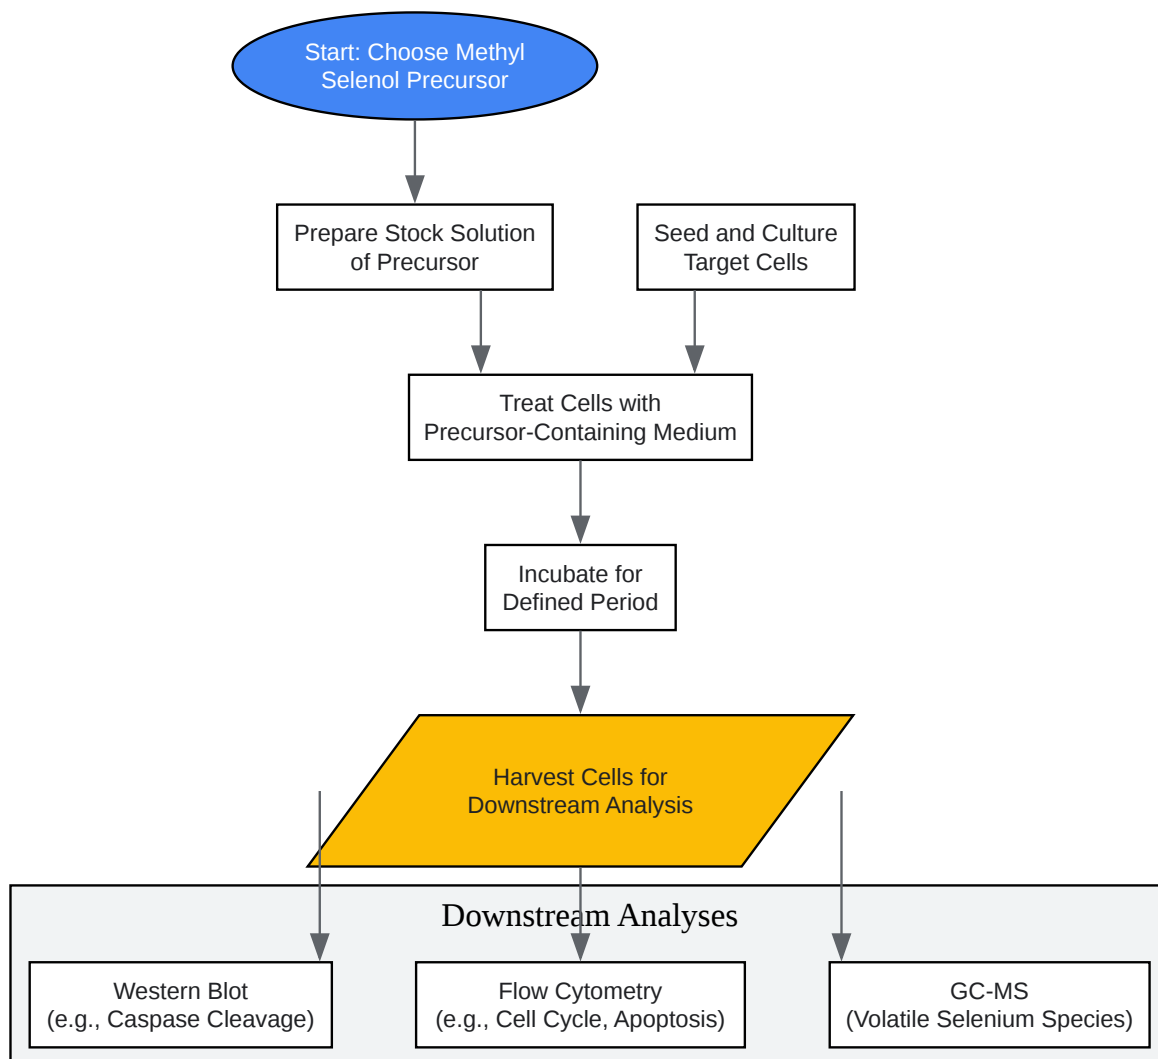 Start: Choose Methyl
Selenol Precursor
Prepare Stock Solution
of Precursor
Seed and Culture
Target Cells
Treat Cells with
Precursor-Containing Medium
Incubate for
Defined Period
Harvest Cells for
Downstream Analysis
Downstream Analyses
Western Blot
(e.g., Caspase Cleavage)
Flow Cytometry
(e.g., Cell Cycle, Apoptosis)
GC-MS
(Volatile Selenium Species)